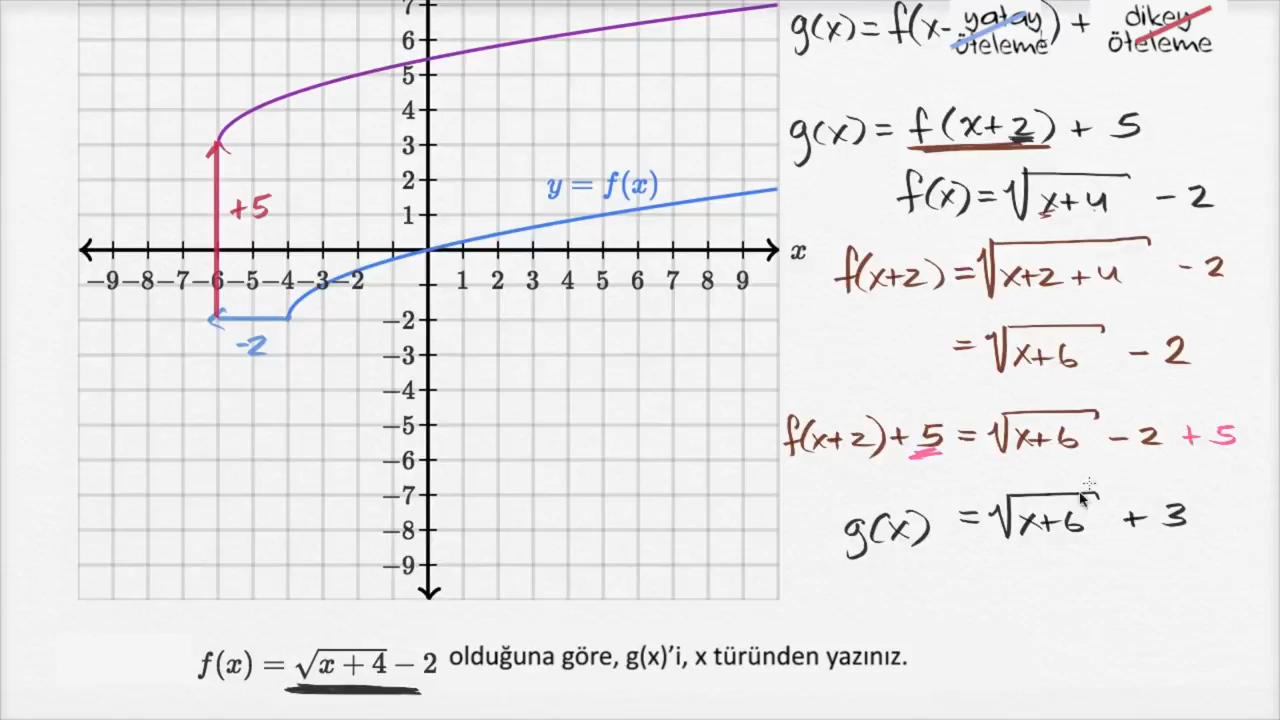 g(x) = f(x - yatay öteleme) + dikey öteleme
g(x) = f(x+2) + 5
f(x) = √(x+4) - 2
f(x+2) = √(x+2+4) - 2
= √(x+6) - 2
f(x+2) + 5 = √(x+6) - 2 + 5
g(x) = √(x+6) + 3
7
6
5
4
3
2
1
y = f(x)
+5
x
−9 −8 −7 −6 −5 −4 −3 −2 1 2 3 4 5 6 7 8 9
−2
-2
−3
−4
−5
−6
−7
−8
−9
f(x) = √(x + 4) − 2 olduğuna göre, g(x)'i, x türünden yazınız.